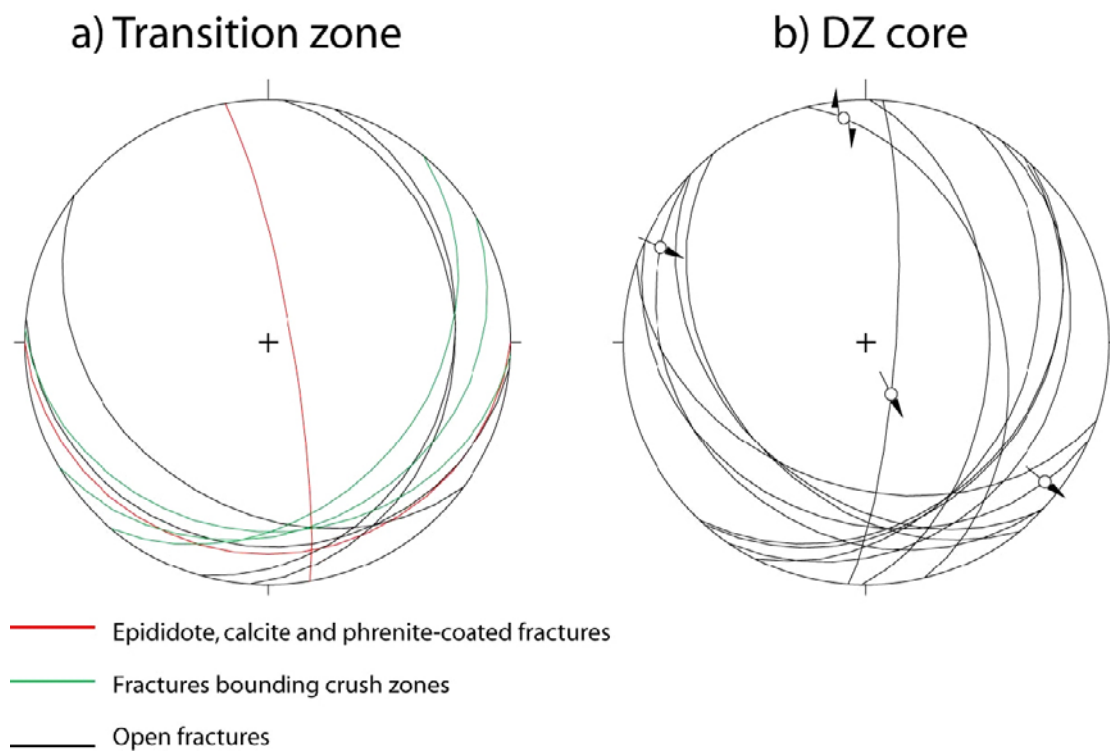 a) Transition zone
b) DZ core
Epididote, calcite and phrenite-coated fractures
Fractures bounding crush zones
Open fractures